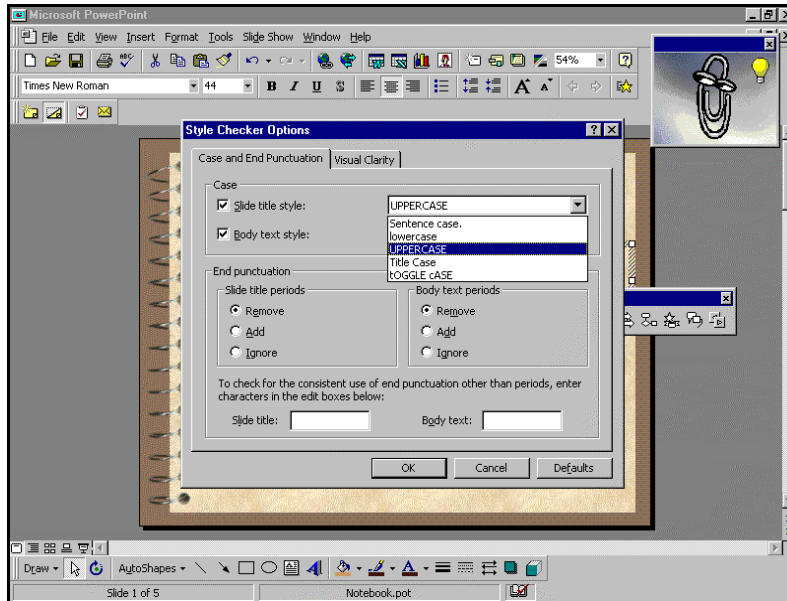 Microsoft PowerPoint
File Edit View Insert Format Tools Slide Show Window Help
54%
Times New Roman 44 B I U S A A
Style Checker Options
Case and End Punctuation Visual Clarity
Case
Slide title style: UPPERCASE
Sentence case.
Body text style: lowercase
UPPERCASE
Title Case
tOGGLE cASE
End punctuation
Slide title periods Body text periods
Remove Remove
Add Add
Ignore Ignore
To check for the consistent use of end punctuation other than periods, enter
characters in the edit boxes below:
Slide title: Body text:
OK Cancel Defaults
Draw AutoShapes A A
Slide 1 of 5 Notebook.pot